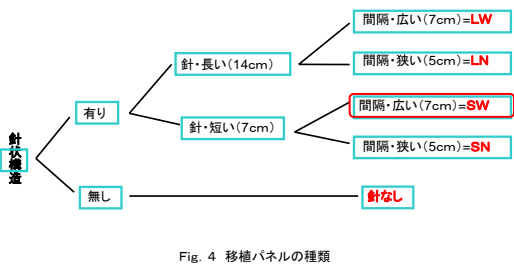 間隔・広い(7cm)=LW
針・長い(14cm)
間隔・狭い(5cm)=LN
有り
間隔・広い(7cm)=SW
針・短い(7cm)
間隔・狭い(5cm)=SN
針状構造
無し
針なし
Fig. 4 移植パネルの種類